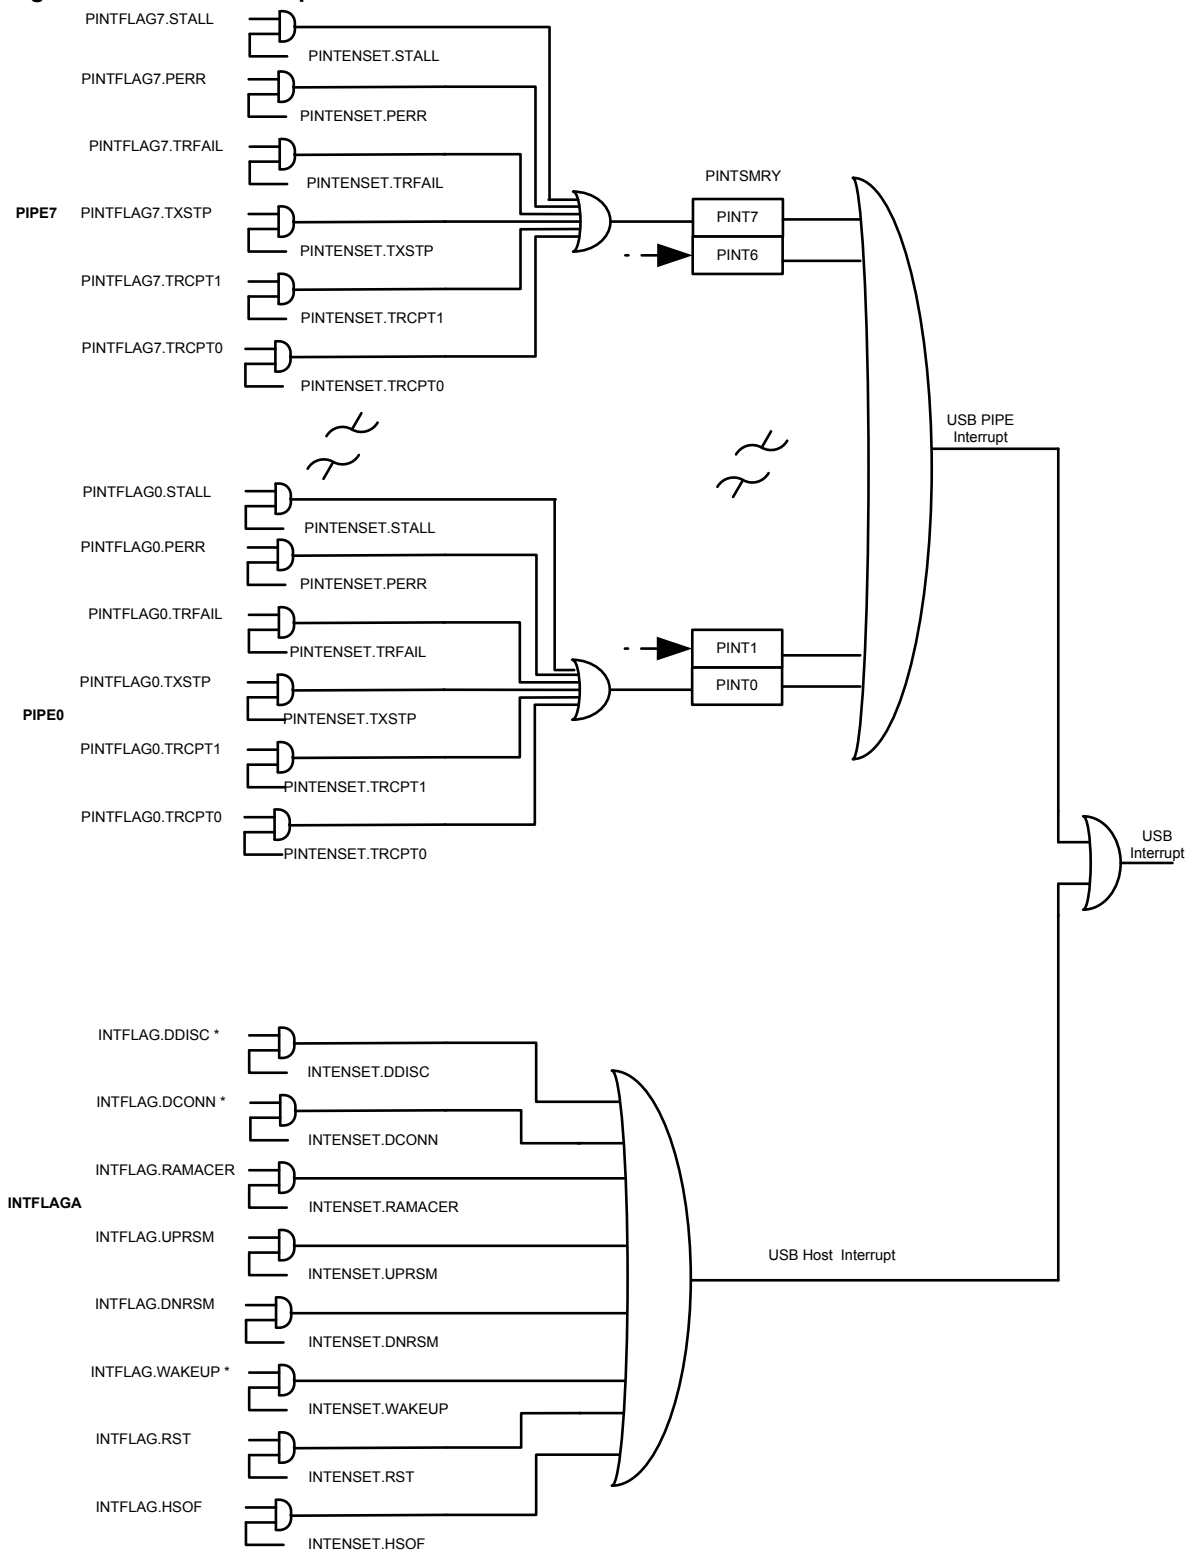 PINTFLAG7.STALL
PINTENSET.STALL
PINTFLAG7.PERR
PINTENSET.PERR
PINTFLAG7.TRFAIL
PINTENSET.TRFAIL
PINTSMRY
PIPE7
PINTFLAG7.TXSTP
PINT7
PINTENSET.TXSTP
PINT6
PINTFLAG7.TRCPT1
PINTENSET.TRCPT1
PINTFLAG7.TRCPT0
PINTENSET.TRCPT0
USB PIPE
Interrupt
PINTFLAG0.STALL
PINTENSET.STALL
PINTFLAG0.PERR
PINTENSET.PERR
PINTFLAG0.TRFAIL
PINTENSET.TRFAIL
PINT1
PINTFLAG0.TXSTP
PINT0
PIPE0
PINTENSET.TXSTP
PINTFLAG0.TRCPT1
PINTENSET.TRCPT1
PINTFLAG0.TRCPT0
PINTENSET.TRCPT0
USB
Interrupt
INTFLAG.DDISC *
INTENSET.DDISC
INTFLAG.DCONN *
INTENSET.DCONN
INTFLAG.RAMACER
INTFLAGA
INTENSET.RAMACER
INTFLAG.UPRSM
USB Host Interrupt
INTENSET.UPRSM
INTFLAG.DNRSM
INTENSET.DNRSM
INTFLAG.WAKEUP *
INTENSET.WAKEUP
INTFLAG.RST
INTENSET.RST
INTFLAG.HSOF
INTENSET.HSOF